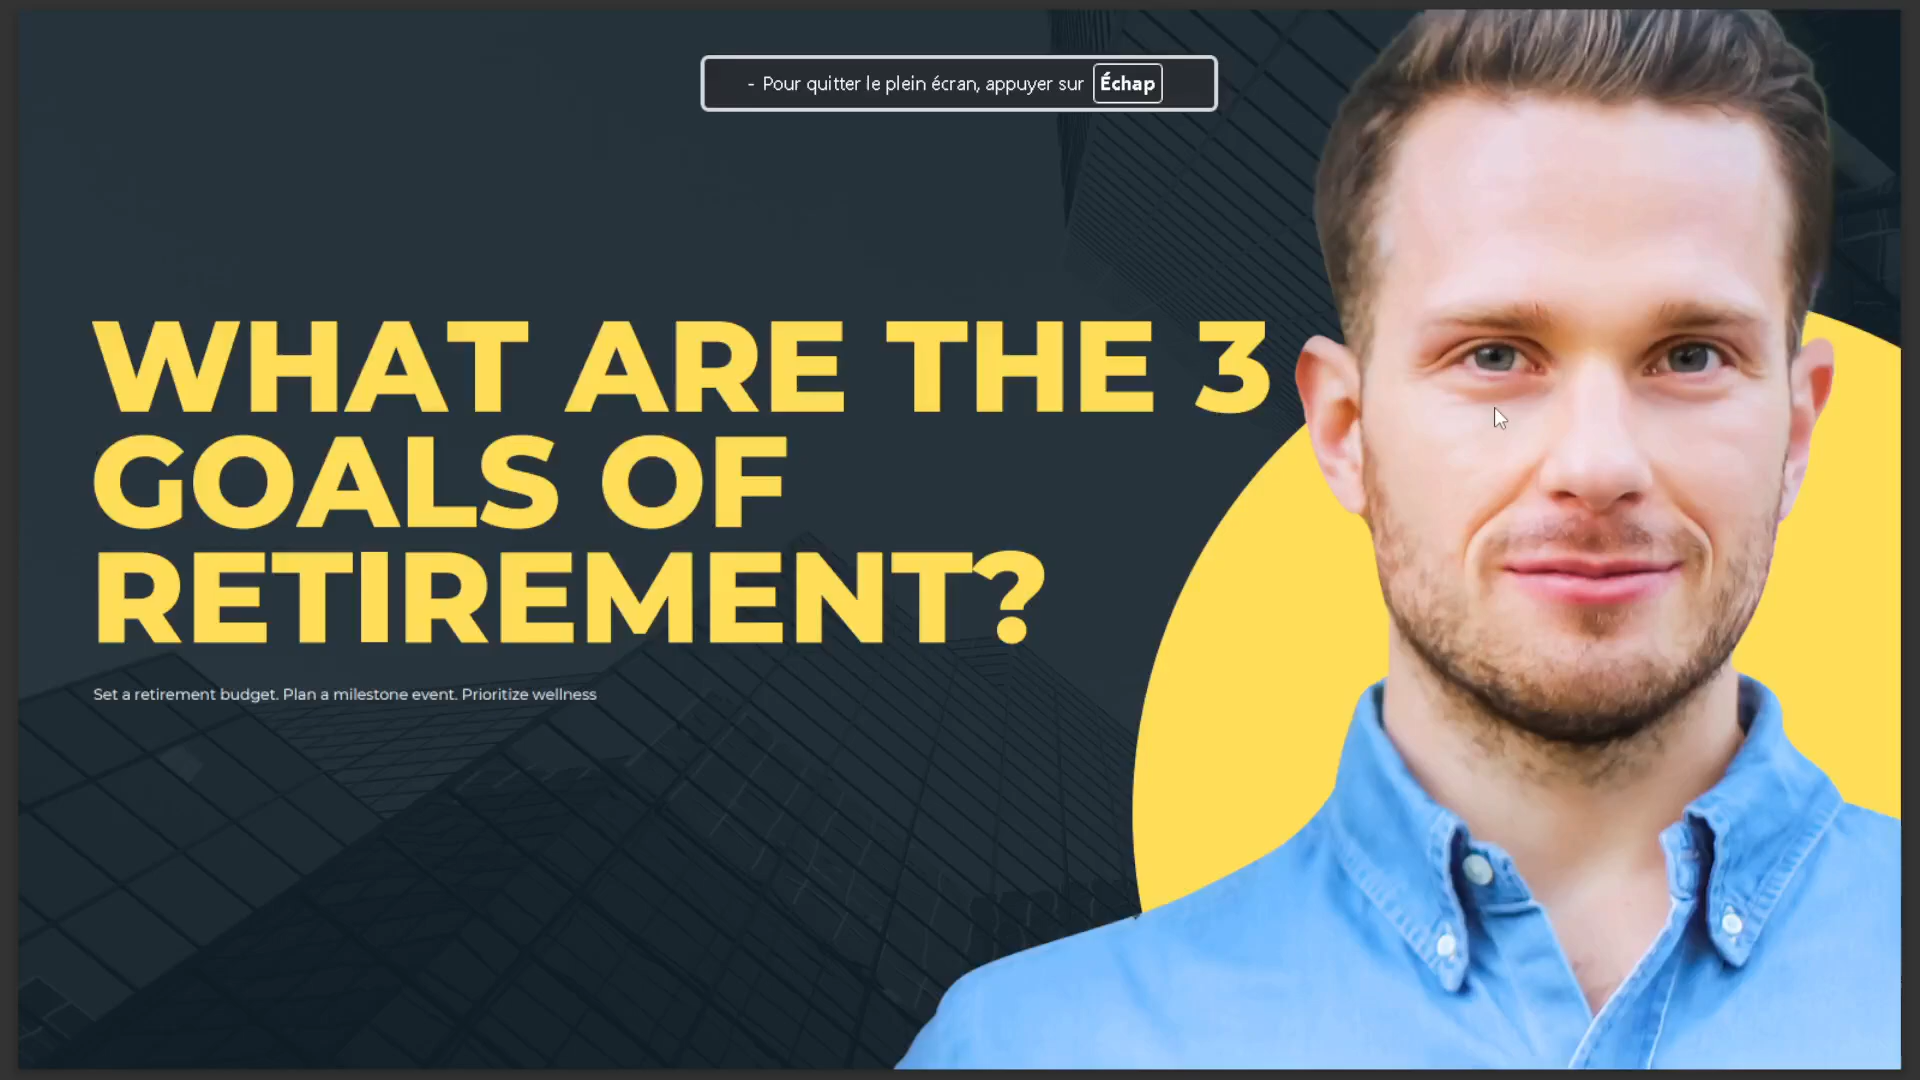 - Pour quitter le plein écran, appuyer sur Échap
WHAT ARE THE 3
GOALS OF
RETIREMENT?
Set a retirement budget. Plan a milestone event. Prioritize wellness